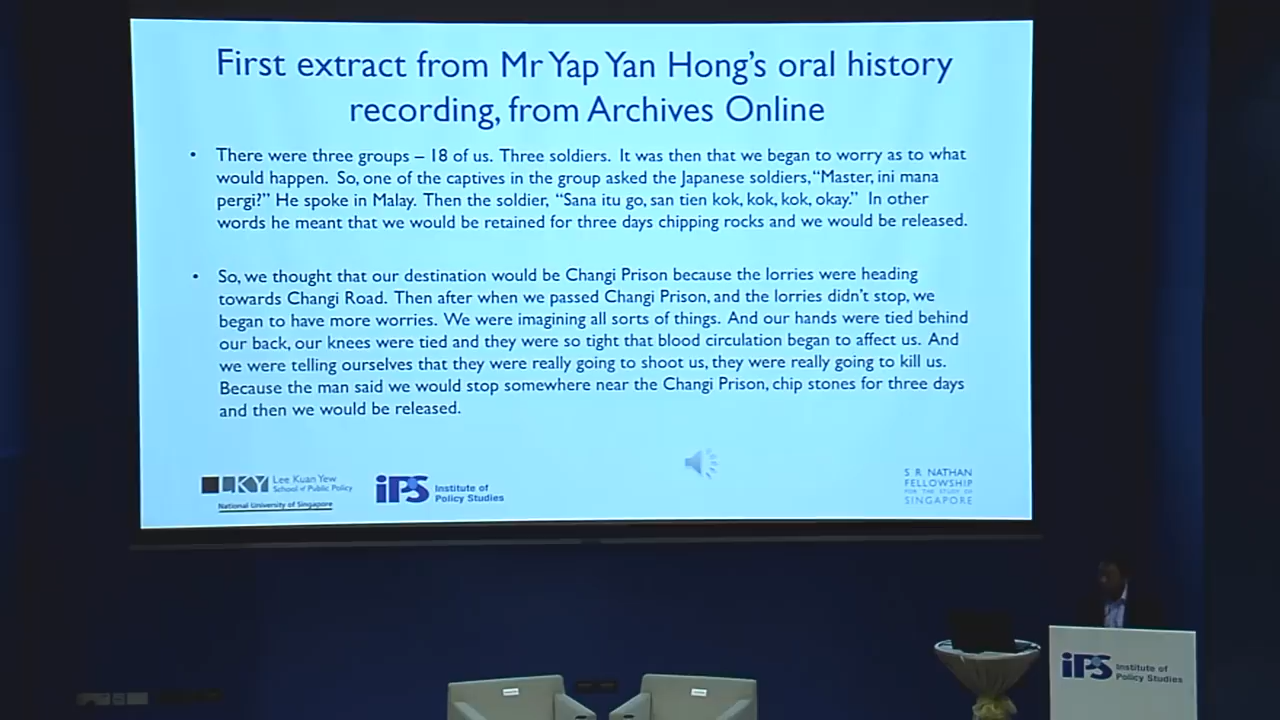 First extract from Mr Yap Yan Hong's oral history
recording, from Archives Online
• There were three groups – 18 of us. Three soldiers. It was then that we began to worry as to what
would happen. So, one of the captives in the group asked the Japanese soldiers, “Master, ini mana
pergi?” He spoke in Malay. Then the soldier, “Sana itu go, san tien kok, kok, kok, okay.” In other
words he meant that we would be retained for three days chipping rocks and we would be released.
• So, we thought that our destination would be Changi Prison because the lorries were heading
towards Changi Road. Then after when we passed Changi Prison, and the lorries didn't stop, we
began to have more worries. We were imagining all sorts of things. And our hands were tied behind
our back, our knees were tied and they were so tight that blood circulation began to affect us. And
we were telling ourselves that they were really going to shoot us, they were really going to kill us.
Because the man said we would stop somewhere near the Changi Prison, chip stones for three days
and then we would be released.
LKY Lee Kuan Yew
School of Public Policy
National University of Singapore
iPS Institute of
Policy Studies
S R NATHAN
FELLOWSHIP
FOR THE STUDY OF
SINGAPORE
iPS Institute of
Policy Studies